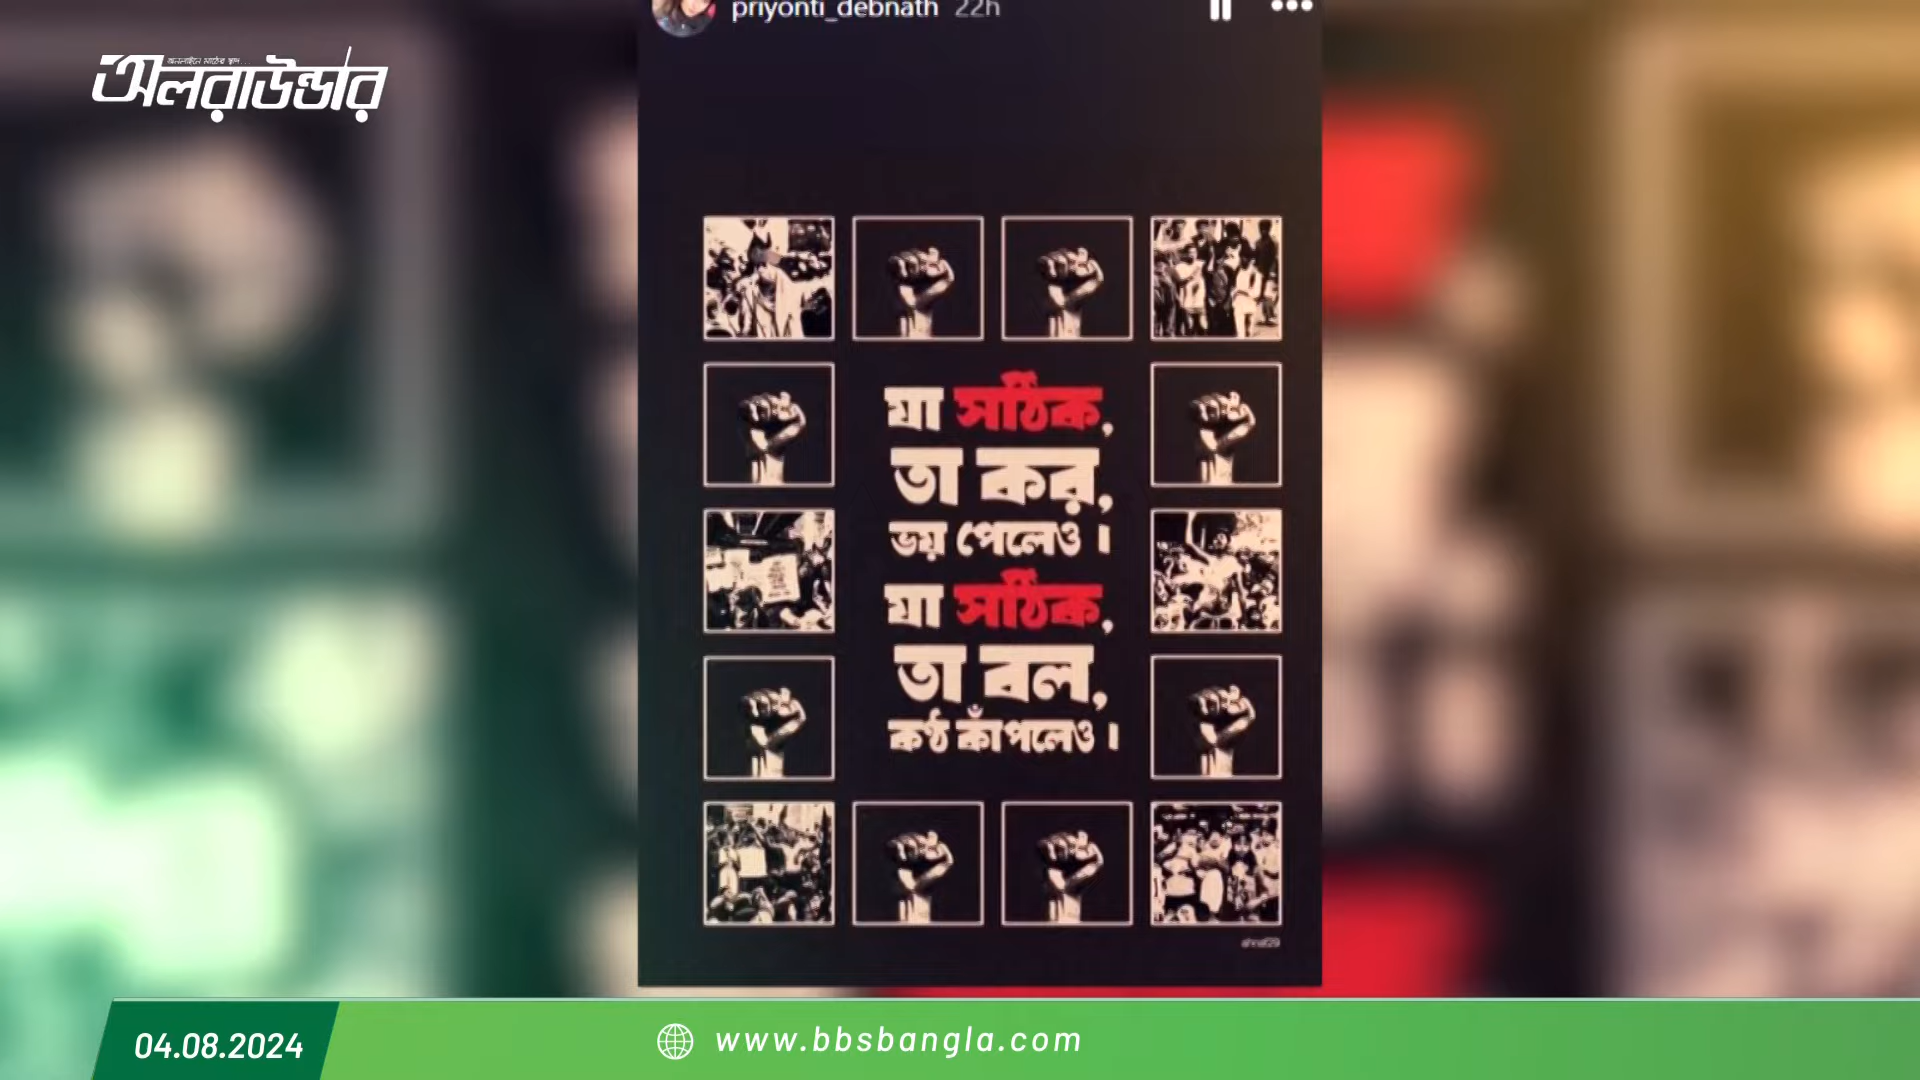 priyonti_debnath 22h
অলরাউন্ডার
যা সঠিক,
তা কর,
ভয় পেলেও।
যা সঠিক,
তা বল,
কণ্ঠ কাঁপলেও।
04.08.2024
www.bbsbangla.com